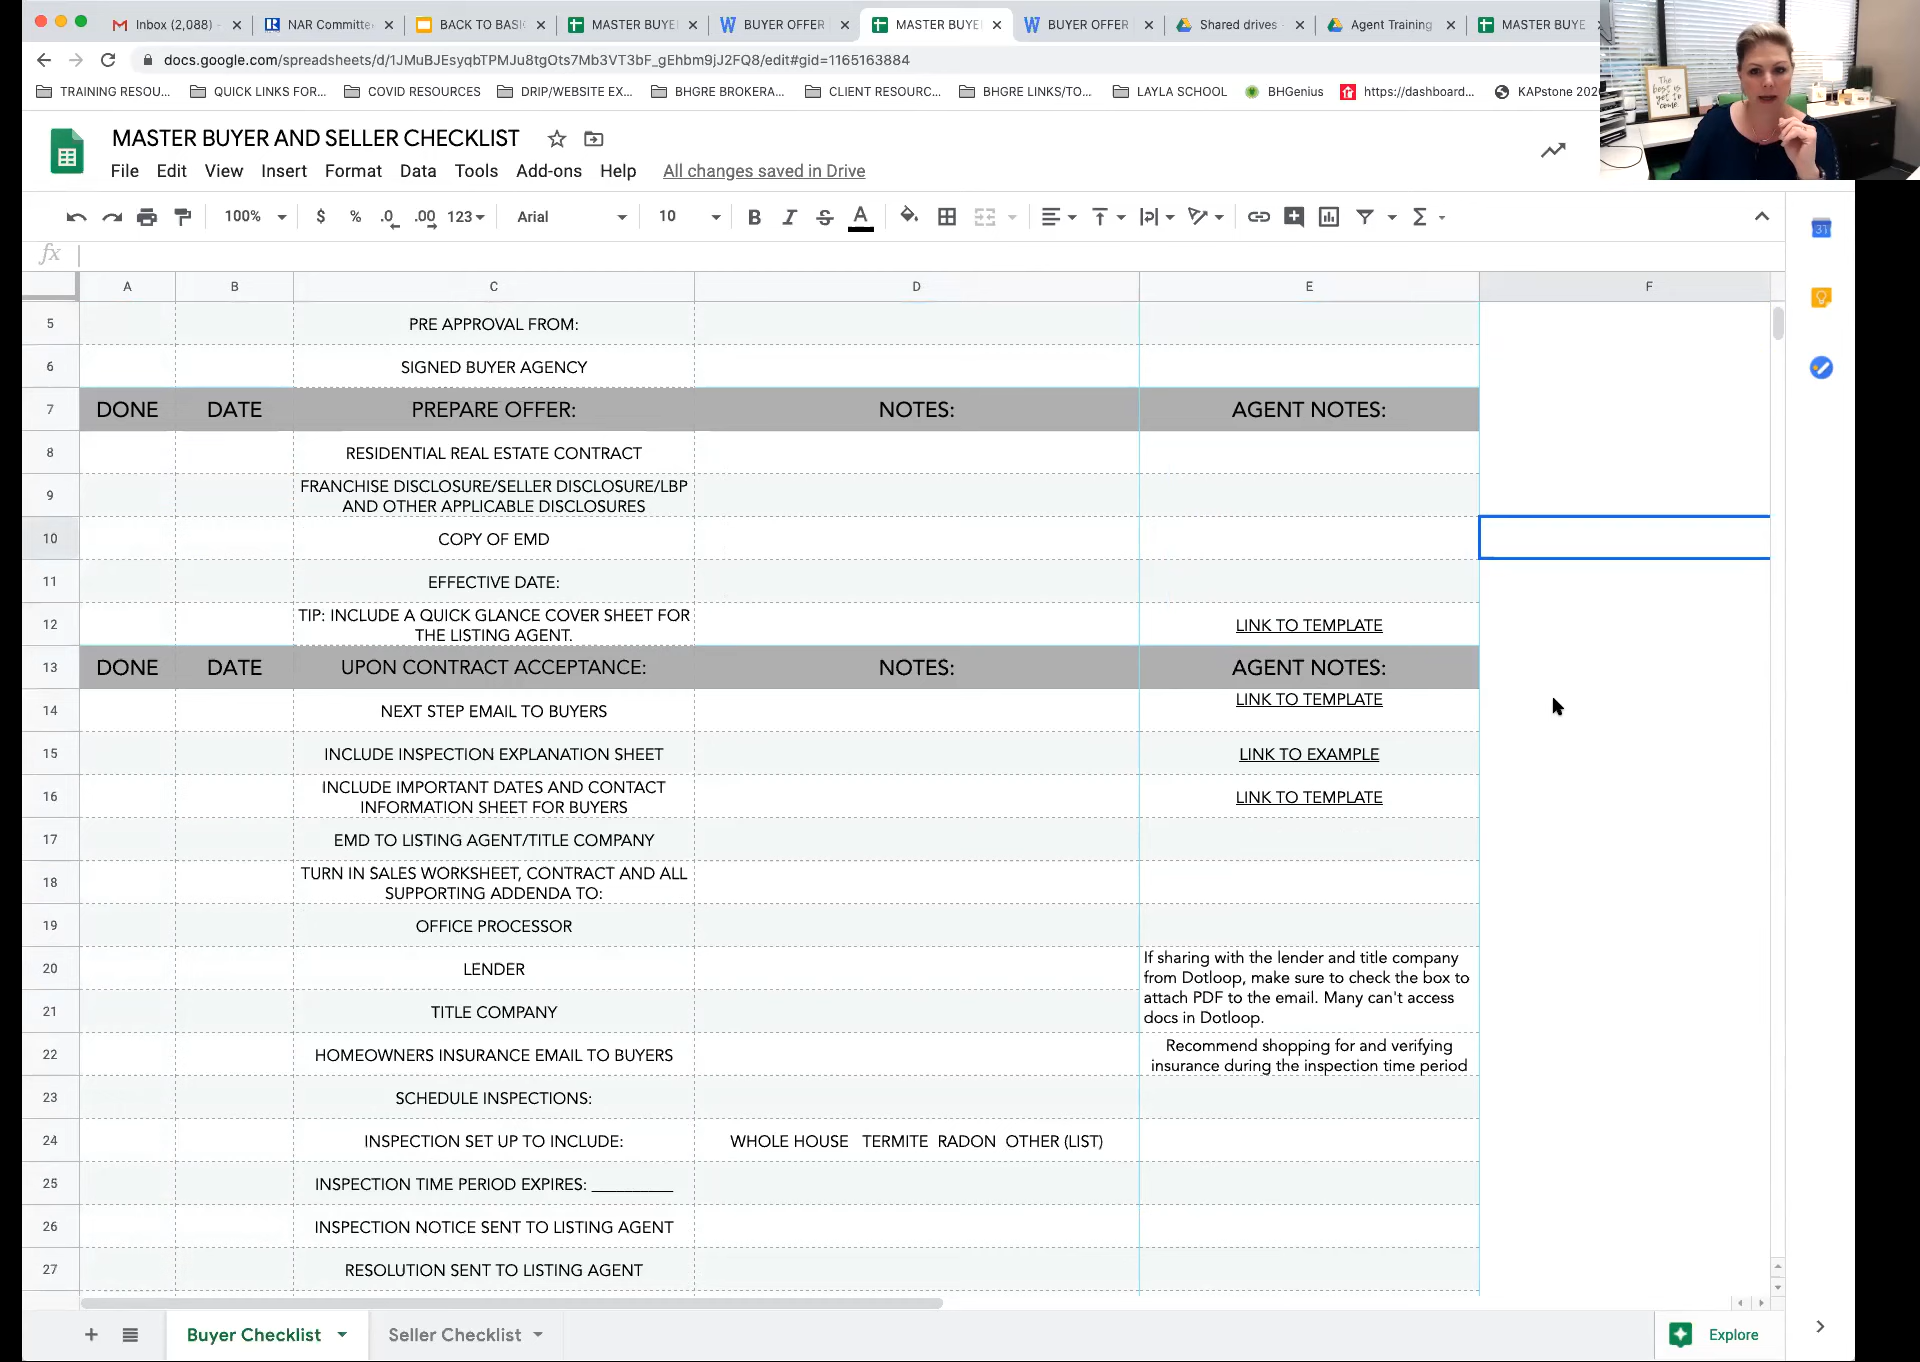 Inbox (2,088) -
NAR Committe
BACK TO BASI
MASTER BUYE
BUYER OFFER
MASTER BUYE
BUYER OFFER
Shared drives -
Agent Training
MASTER BUYE
docs.google.com/spreadsheets/d/1JMuBJEsyqbTPMJu8tgOts7Mb3VT3bF_gEhbm9jJ2FQ8/edit#gid=1165163884
TRAINING RESOU...
QUICK LINKS FOR...
COVID RESOURCES
DRIP/WEBSITE EX...
BHGRE BROKERA...
CLIENT RESOURC...
BHGRE LINKS/TO...
LAYLA SCHOOL
BHGenius
https://dashboard...
KAPstone 202
The
best is
yet to
come.
MASTER BUYER AND SELLER CHECKLIST
File Edit View Insert Format Data Tools Add-ons Help All changes saved in Drive
100% $ % .0 .00 123 Arial 10 B I S A
31
fx
A B C D E F
5 PRE APPROVAL FROM:
6 SIGNED BUYER AGENCY
7 DONE DATE PREPARE OFFER: NOTES: AGENT NOTES:
8 RESIDENTIAL REAL ESTATE CONTRACT
9 FRANCHISE DISCLOSURE/SELLER DISCLOSURE/LBP
AND OTHER APPLICABLE DISCLOSURES
10 COPY OF EMD
11 EFFECTIVE DATE:
12 TIP: INCLUDE A QUICK GLANCE COVER SHEET FOR
THE LISTING AGENT.
LINK TO TEMPLATE
13 DONE DATE UPON CONTRACT ACCEPTANCE: NOTES: AGENT NOTES:
14 NEXT STEP EMAIL TO BUYERS LINK TO TEMPLATE
15 INCLUDE INSPECTION EXPLANATION SHEET LINK TO EXAMPLE
16 INCLUDE IMPORTANT DATES AND CONTACT
INFORMATION SHEET FOR BUYERS
LINK TO TEMPLATE
17 EMD TO LISTING AGENT/TITLE COMPANY
18 TURN IN SALES WORKSHEET, CONTRACT AND ALL
SUPPORTING ADDENDA TO:
19 OFFICE PROCESSOR
20 LENDER
21 TITLE COMPANY
If sharing with the lender and title company
from Dotloop, make sure to check the box to
attach PDF to the email. Many can't access
docs in Dotloop.
22 HOMEOWNERS INSURANCE EMAIL TO BUYERS
Recommend shopping for and verifying
insurance during the inspection time period
23 SCHEDULE INSPECTIONS:
24 INSPECTION SET UP TO INCLUDE: WHOLE HOUSE TERMITE RADON OTHER (LIST)
25 INSPECTION TIME PERIOD EXPIRES: __________
26 INSPECTION NOTICE SENT TO LISTING AGENT
27 RESOLUTION SENT TO LISTING AGENT
Buyer Checklist Seller Checklist Explore